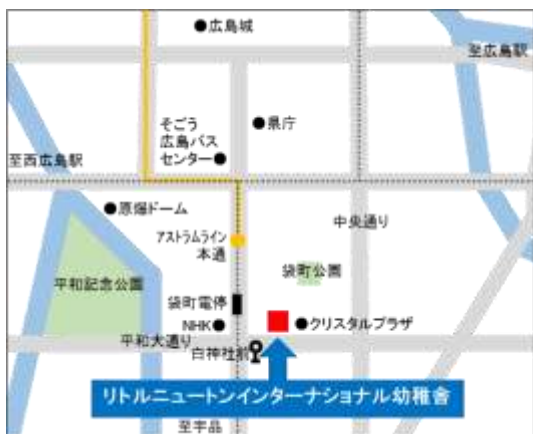 ●広島城
至広島駅
そごう
広島バス
センター●
●県庁
至西広島駅
●原爆ドーム
中央通り
アストラムライン
本通
袋町公園
平和記念公園
袋町電停
NHK●
●クリスタルプラザ
平和大通り
白神社前
リトルニュートンインターナショナル幼稚舎
至宇品